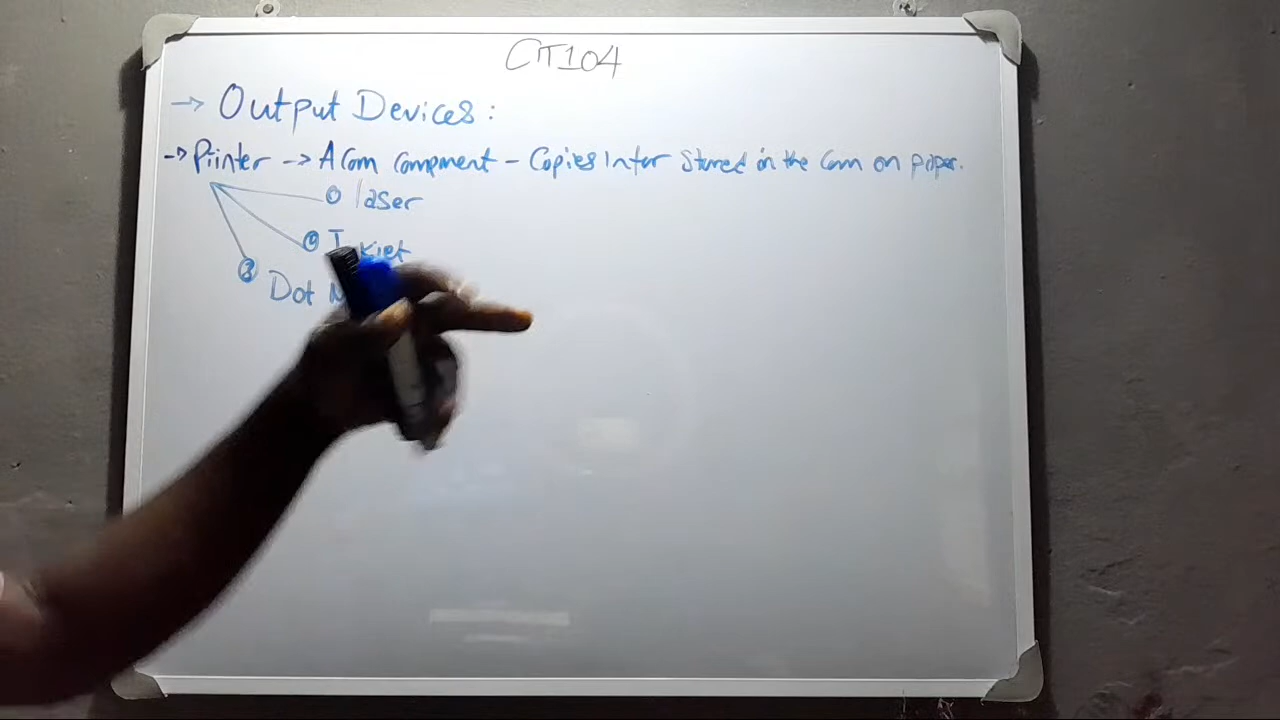 CIT104
→ Output Devices:
→ Printer → A Com Component - Copies Infor Stored in the Com on paper.
① laser
② Inkjet
③ Dot